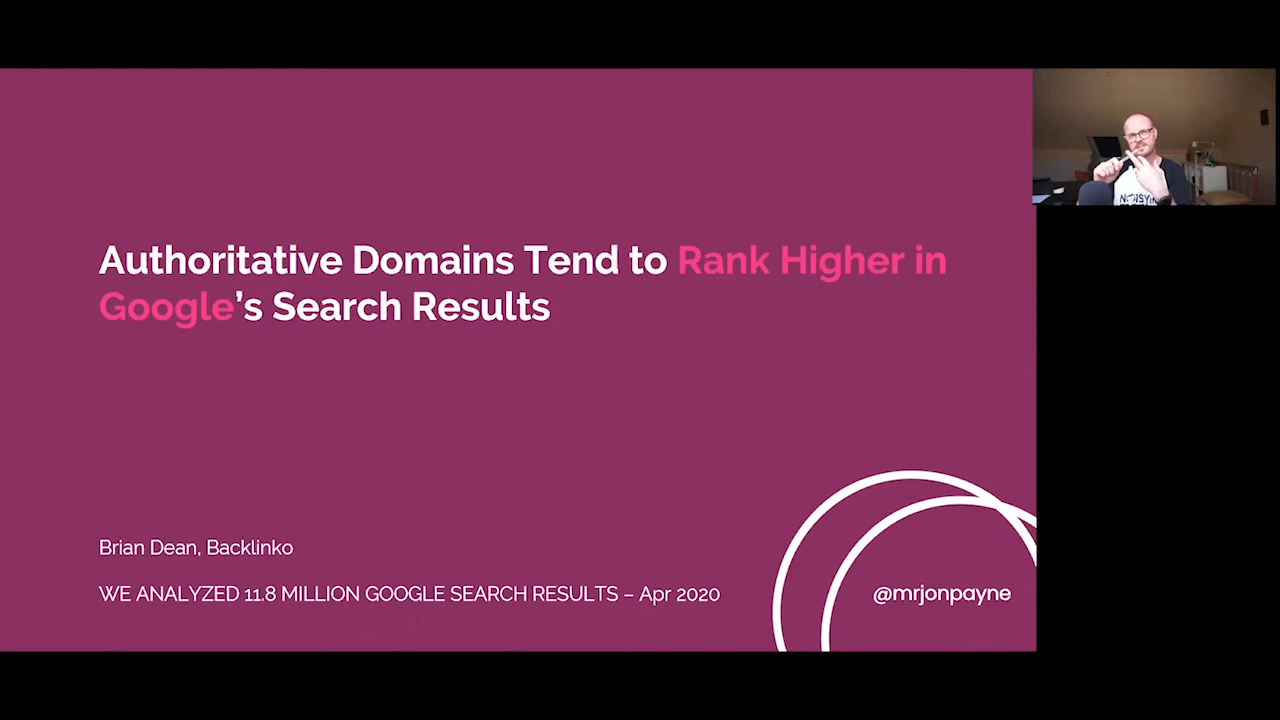 Authoritative Domains Tend to Rank Higher in
Google’s Search Results
Brian Dean, Backlinko
WE ANALYZED 11.8 MILLION GOOGLE SEARCH RESULTS – Apr 2020
@mrjonpayne